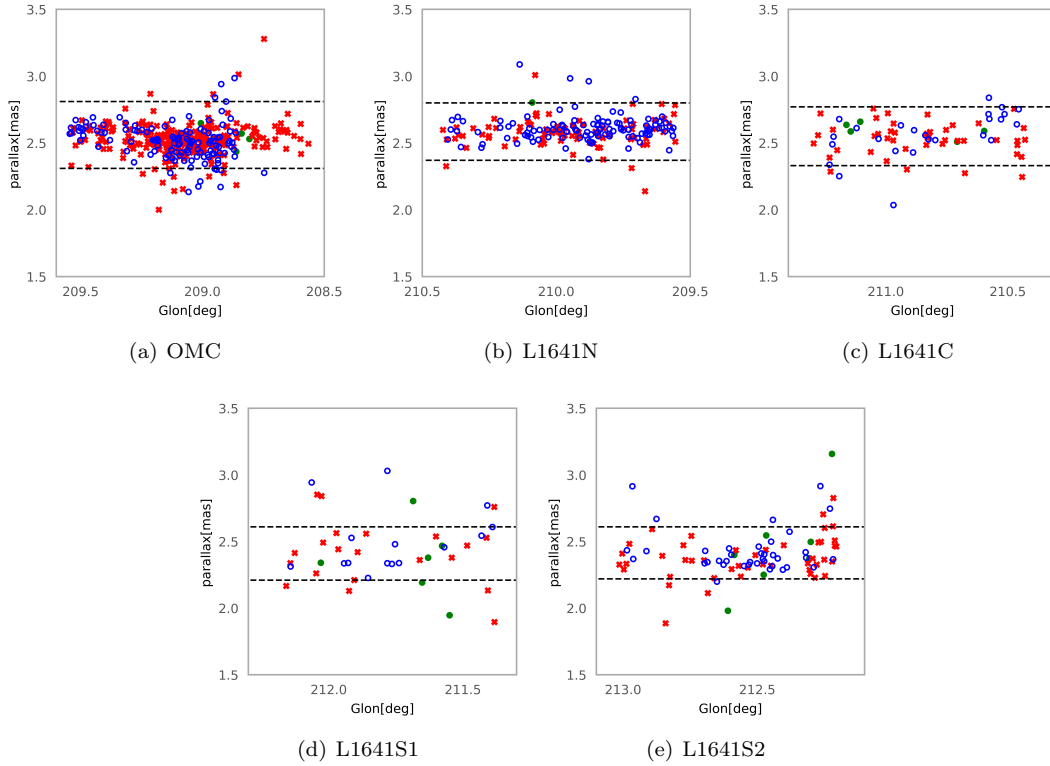 3.5
3.0
2.5
2.0
1.5
parallax[mas]
209.5 209.0 208.5
Glon[deg]
(a) OMC
3.5
3.0
2.5
2.0
1.5
parallax[mas]
210.5 210.0 209.5
Glon[deg]
(b) L1641N
3.5
3.0
2.5
2.0
1.5
parallax[mas]
211.0 210.5
Glon[deg]
(c) L1641C
3.5
3.0
2.5
2.0
1.5
parallax[mas]
212.0 211.5
Glon[deg]
(d) L1641S1
3.5
3.0
2.5
2.0
1.5
parallax[mas]
213.0 212.5
Glon[deg]
(e) L1641S2